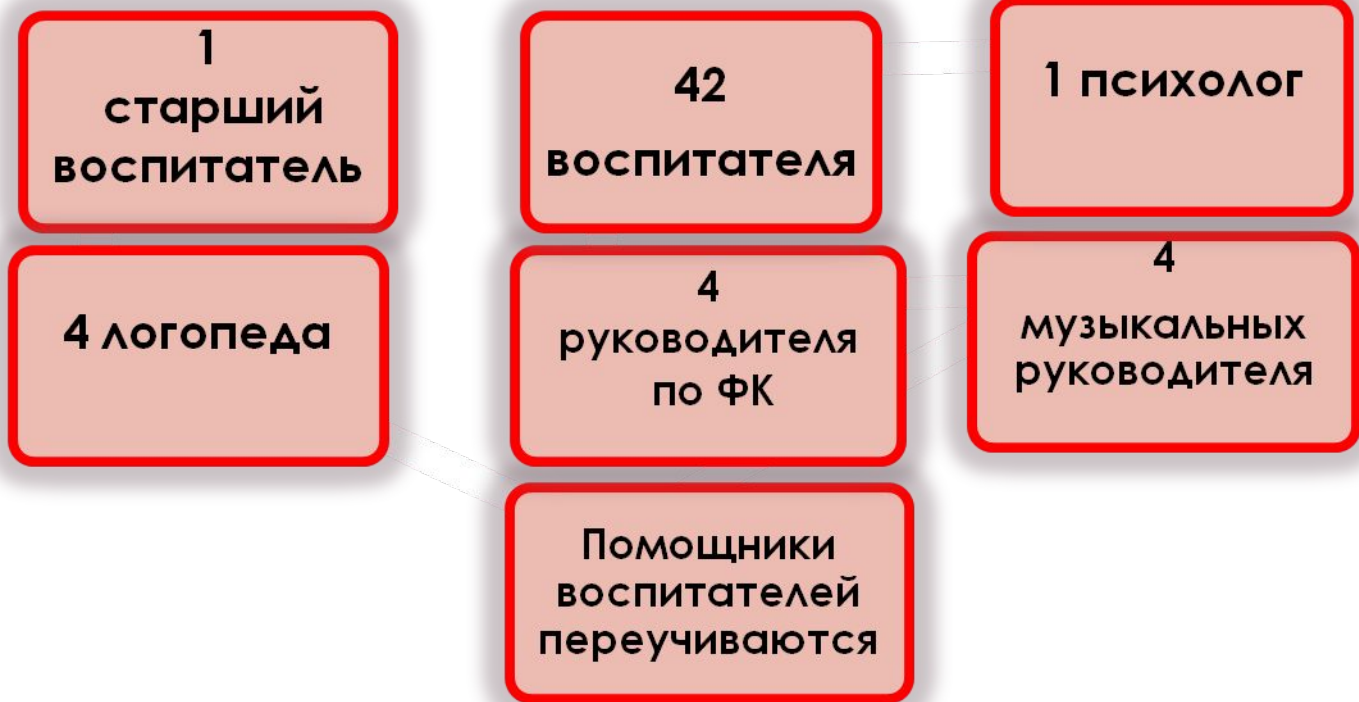 1
старший
воспитатель
42
воспитателя
1 психолог
4 логопеда
4
руководителя
по ФК
4
музыкальных
руководителя
Помощники
воспитателей
переучиваются